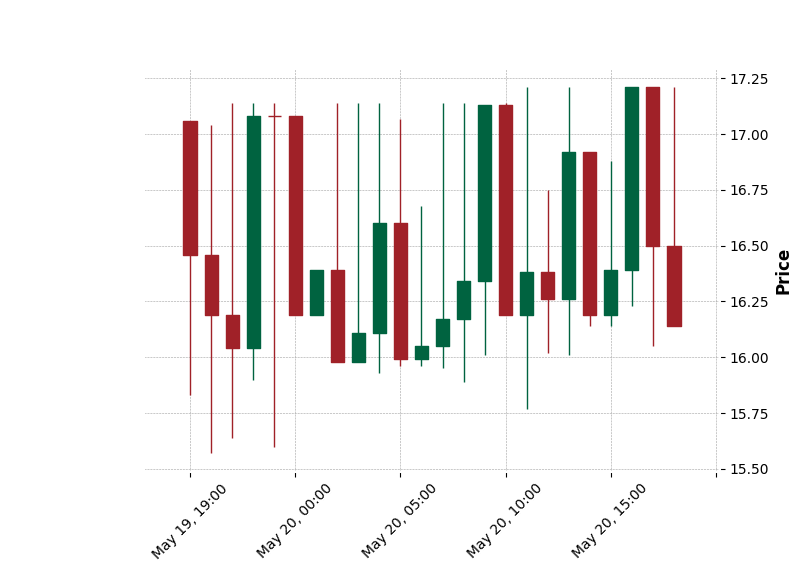 17.25
17.00
16.75
16.50
16.25
16.00
15.75
15.50
Price
May 19, 19:00
May 20, 00:00
May 20, 05:00
May 20, 10:00
May 20, 15:00